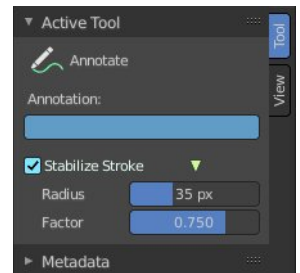 Active Tool
Tool
Annotate
View
Annotation:
Stabilize Stroke
Radius 35 px
Factor 0.750
Metadata